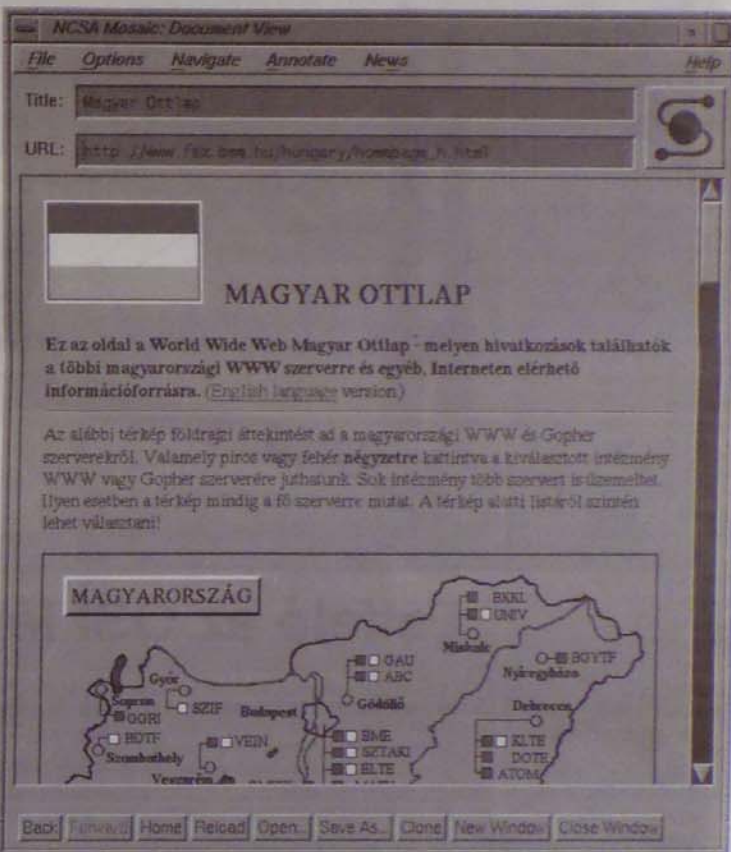 NCSA Mosaic: Document View
File Options Navigate Annotate News Help
Title: Magyar Ottlap
URL: http://www.fsz.bme.hu/hungary/homepage_h.html
MAGYAR OTTLAP
Ez az oldal a World Wide Web Magyar Ottlap - melyen hivatkozások találhatók
a többi magyarországi WWW szerverre és egyéb, Interneten elérhető
információforrásra. (English language version)
Az alábbi térkép földrajzi áttekintést ad a magyarországi WWW és Gopher
szerverekről. Valamely piros vagy fehér négyzetre kattintva a kiválasztott intézmény
WWW vagy Gopher szerverére juthatunk. Sok intézmény több szervert is üzemeltet.
Ilyen esetben a térkép mindig a fő szerverre mutat. A térkép alatti listáról szintén
lehet választani!
MAGYARORSZÁG
BKKL
UNIV
Miskolc
GAU
ABC
Gödöllő
BGYTF
Nyíregyháza
Győr
Sopron
SZIF
GGRI
Budapest
Debrecen
BDTF
Szombathely
VEIN
Veszprém
BME
SZTAKI
ELTE
KLTE
DOTE
ATOM
Back Forward Home Reload Open... Save As... Clone New Window Close Window